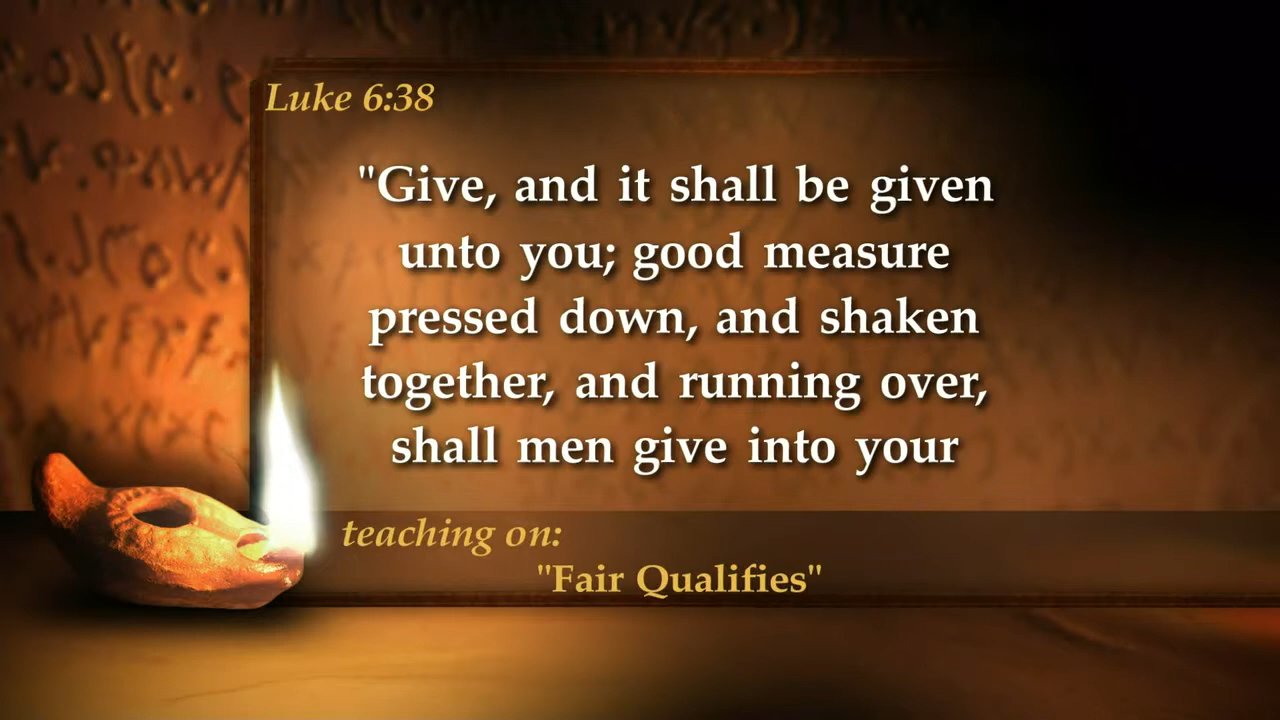 Luke 6:38
"Give, and it shall be given
unto you; good measure
pressed down, and shaken
together, and running over,
shall men give into your
teaching on:
"Fair Qualifies"